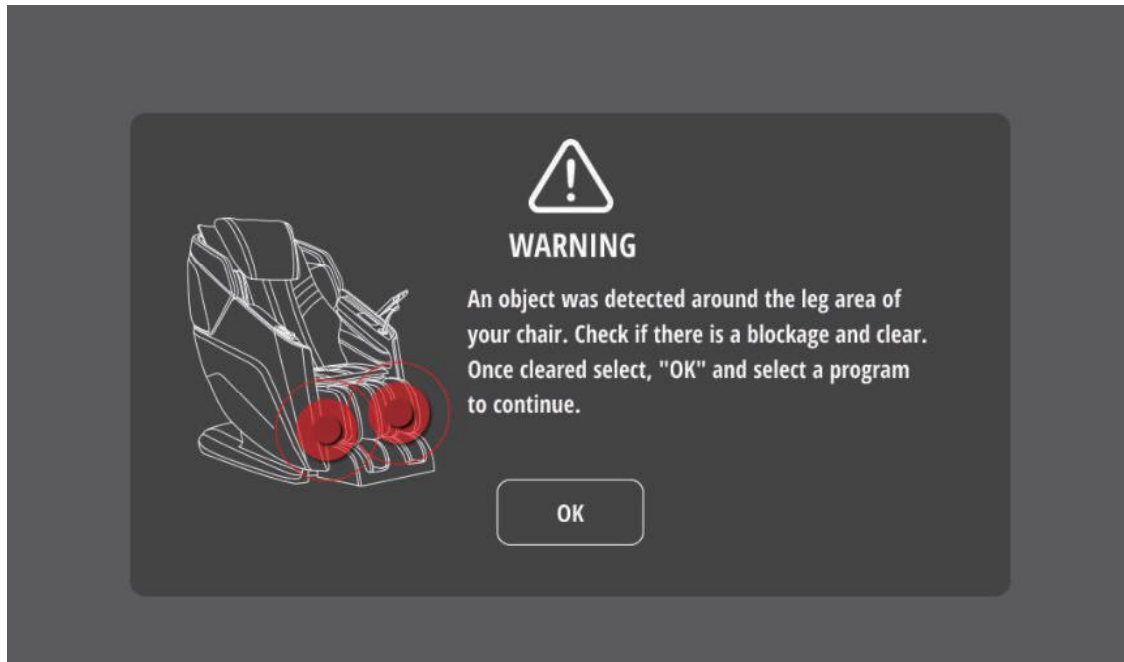 WARNING
An object was detected around the leg area of
your chair. Check if there is a blockage and clear.
Once cleared select, "OK" and select a program
to continue.
OK